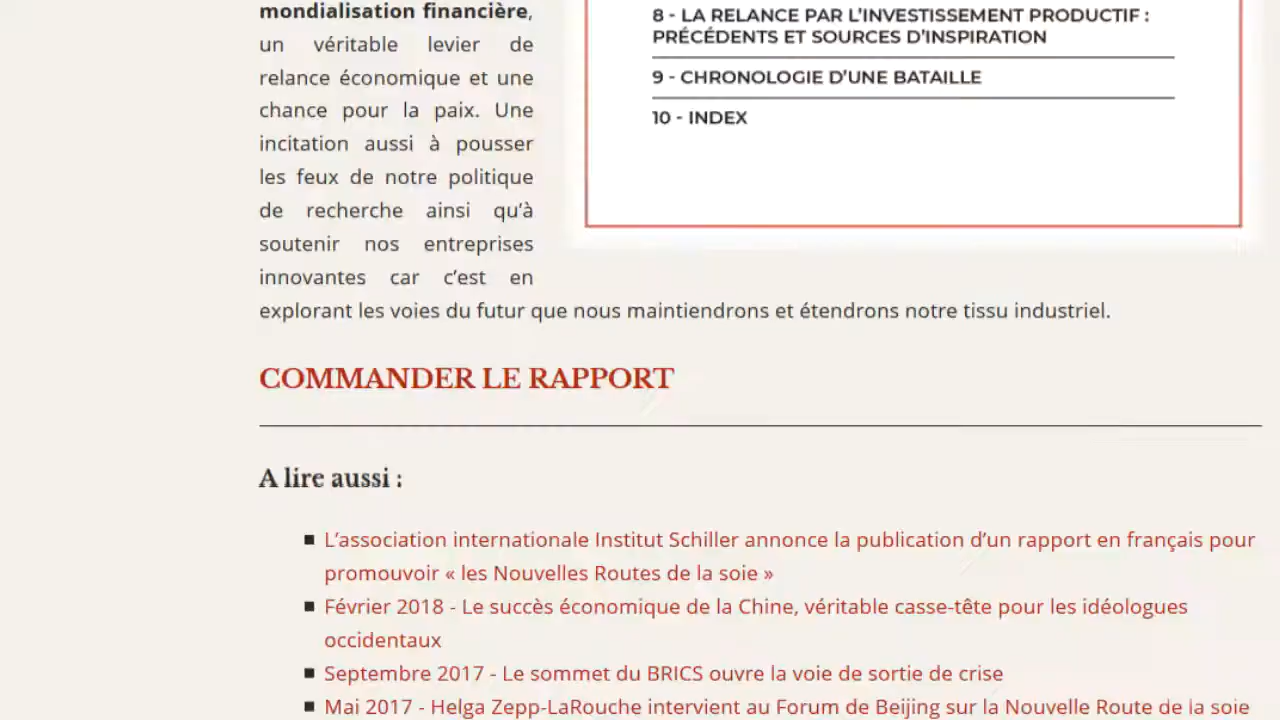 mondialisation financière,
un véritable levier de
relance économique et une
chance pour la paix. Une
incitation aussi à pousser
les feux de notre politique
de recherche ainsi qu’à
soutenir nos entreprises
innovantes car c’est en
explorant les voies du futur que nous maintiendrons et étendrons notre tissu industriel.
8 - LA RELANCE PAR L’INVESTISSEMENT PRODUCTIF :
PRÉCÉDENTS ET SOURCES D’INSPIRATION
9 - CHRONOLOGIE D’UNE BATAILLE
10 - INDEX
COMMANDER LE RAPPORT
A lire aussi :
L’association internationale Institut Schiller annonce la publication d’un rapport en français pour
promouvoir « les Nouvelles Routes de la soie »
Février 2018 - Le succès économique de la Chine, véritable casse-tête pour les idéologues
occidentaux
Septembre 2017 - Le sommet du BRICS ouvre la voie de sortie de crise
Mai 2017 - Helga Zepp-LaRouche intervient au Forum de Beijing sur la Nouvelle Route de la soie